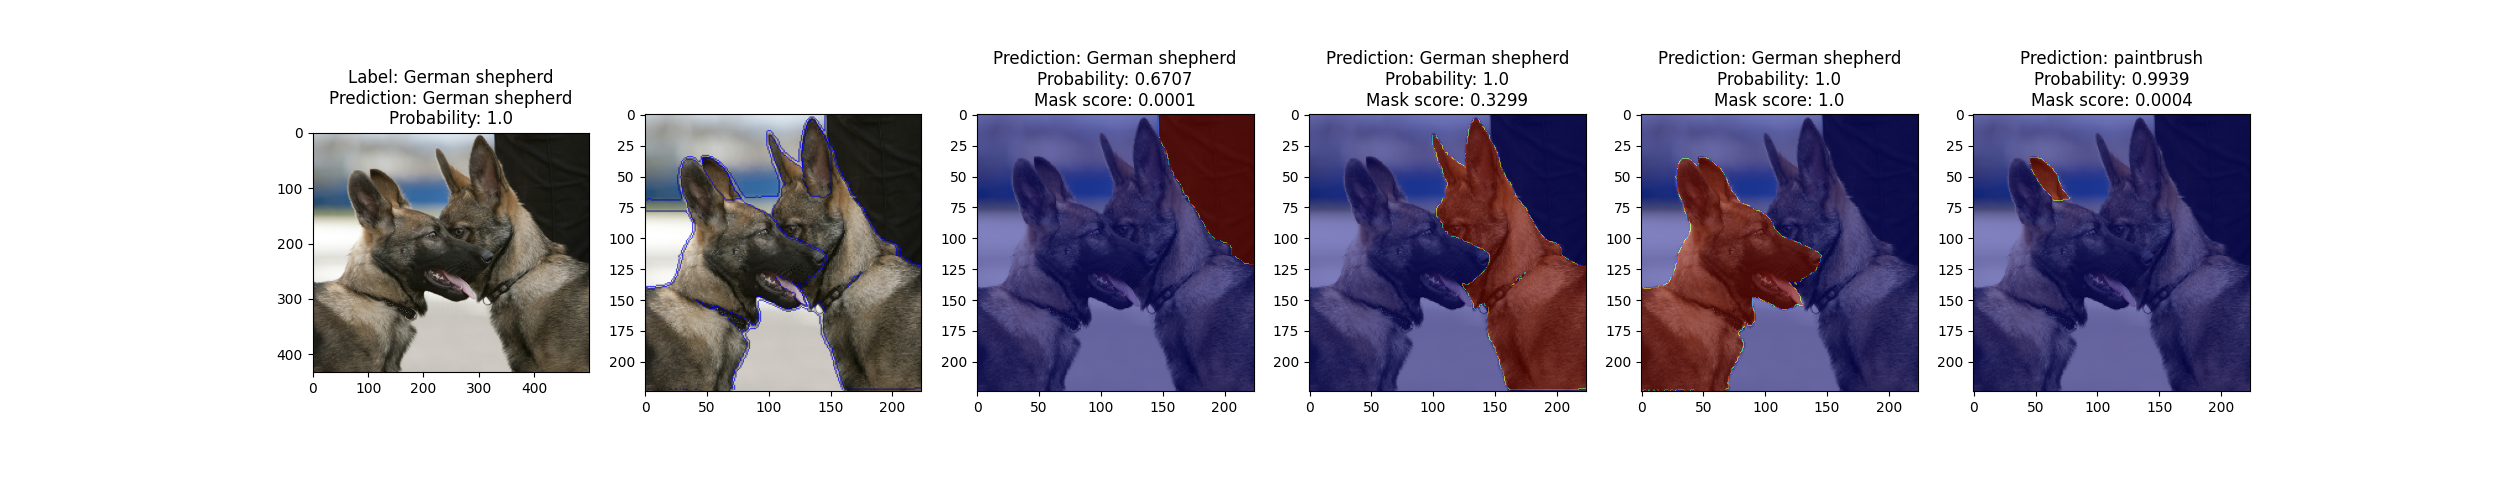 Label: German shepherd
Prediction: German shepherd
Probability: 1.0
0
100
200
300
400
0 100 200 300 400
0
25
50
75
100
125
150
175
200
0 50 100 150 200
Prediction: German shepherd
Probability: 0.6707
Mask score: 0.0001
0
25
50
75
100
125
150
175
200
0 50 100 150 200
Prediction: German shepherd
Probability: 1.0
Mask score: 0.3299
0
25
50
75
100
125
150
175
200
0 50 100 150 200
Prediction: German shepherd
Probability: 1.0
Mask score: 1.0
0
25
50
75
100
125
150
175
200
0 50 100 150 200
Prediction: paintbrush
Probability: 0.9939
Mask score: 0.0004
0
25
50
75
100
125
150
175
200
0 50 100 150 200